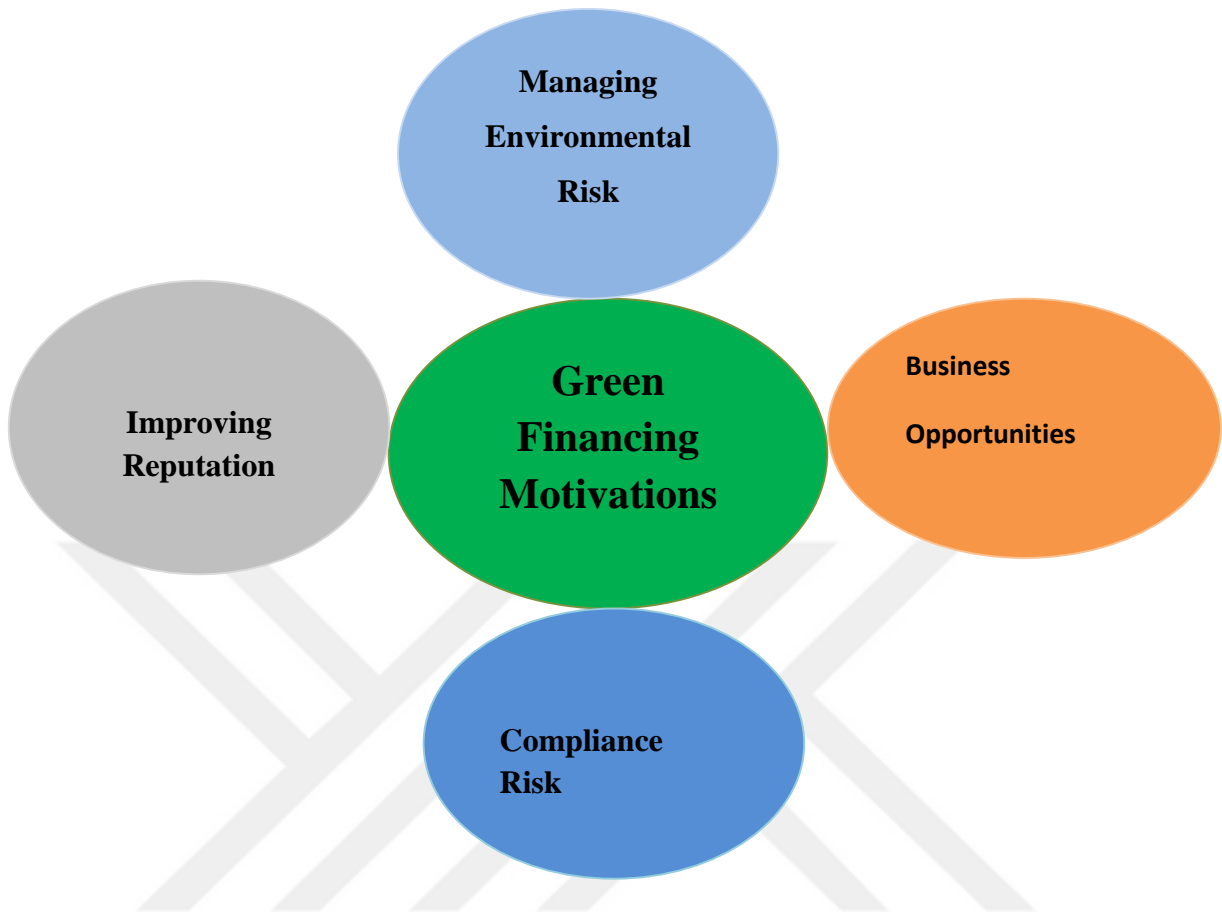 Managing
Environmental
Risk
Improving
Reputation
Green
Financing
Motivations
Business
Opportunities
Compliance
Risk